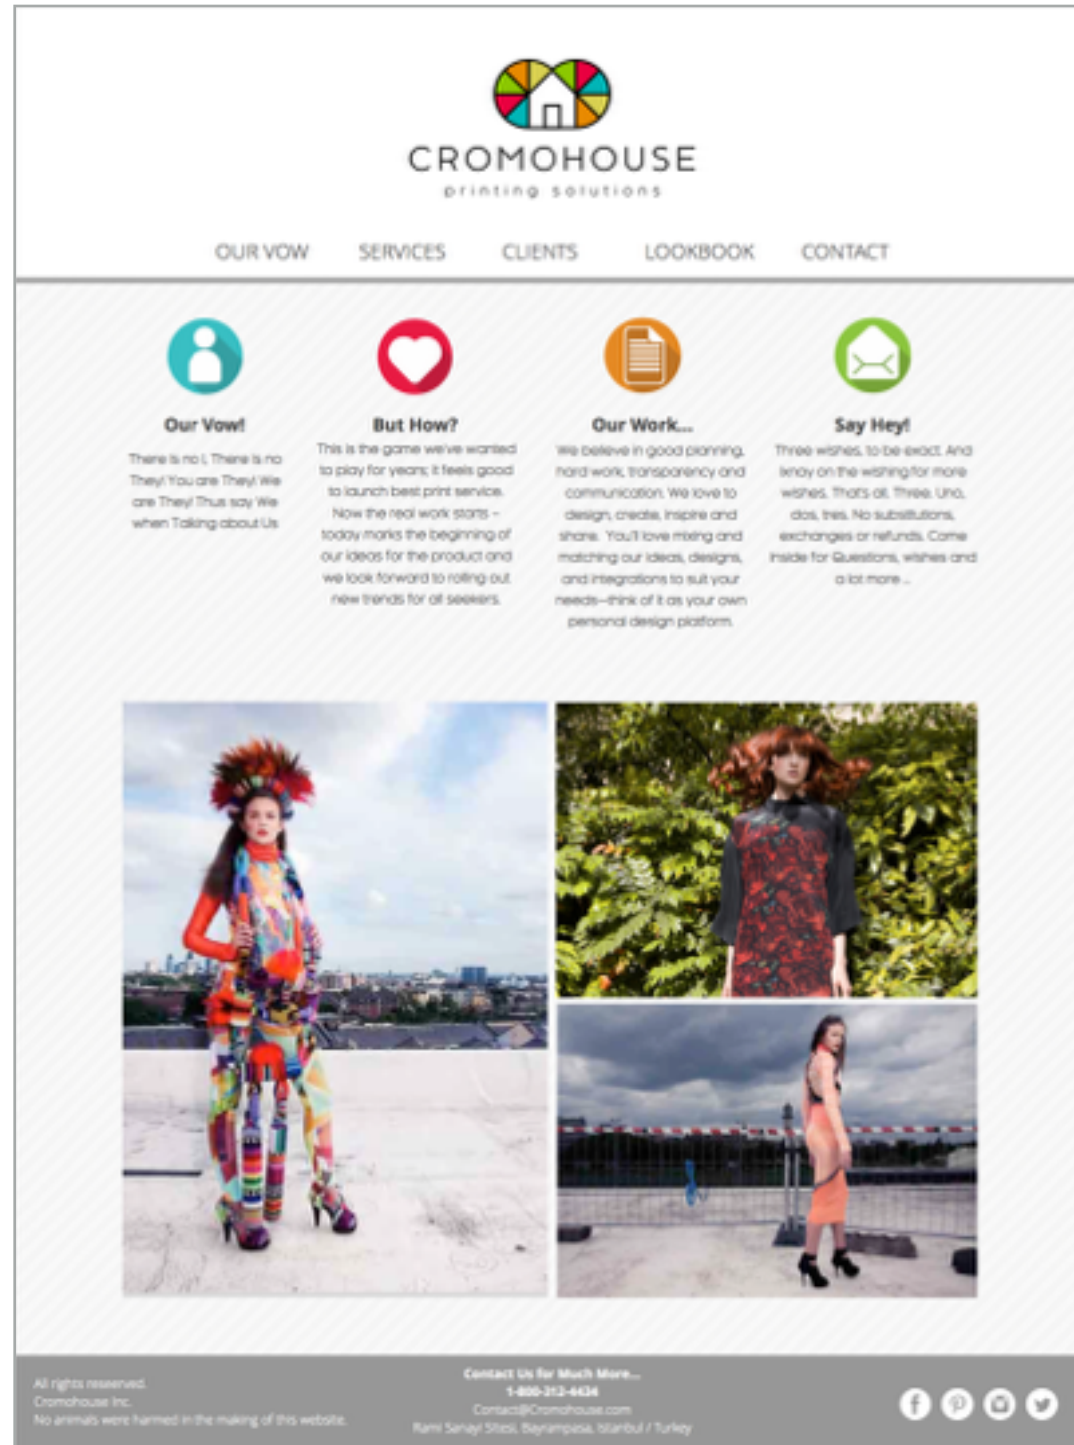 CROMOHOUSE
printing solutions
OUR VOW SERVICES CLIENTS LOOKBOOK CONTACT
Our Vow!
There is no I, There is no
They! You are They! We
are They! Thus say We
when Talking about Us
But How?
This is the game we've wanted
to play for years; it feels good
to launch best print service.
Now the real work starts –
today marks the beginning of
our ideas for the product and
we look forward to rolling out
new trends for all seekers.
Our Work...
We believe in good planning,
hard work, transparency and
communication. We love to
design, create, inspire and
share. You'll love mixing and
matching our ideas, designs,
and integrations to suit your
needs—think of it as your own
personal design platform.
Say Hey!
Three wishes, to be exact. And
ixnay on the wishing for more
wishes. That's all. Three. Uno,
dos, tres. No substitutions,
exchanges or refunds. Come
Inside for Questions, wishes and
a lot more ...
All rights reseerved.
Cromohouse Inc.
No animals were harmed in the making of this website.
Contact Us for Much More...
1-800-312-4434
Contact@Cromohouse.com
Rami Sanayi Sitesi, Bayrampasa, Istanbul / Turkey